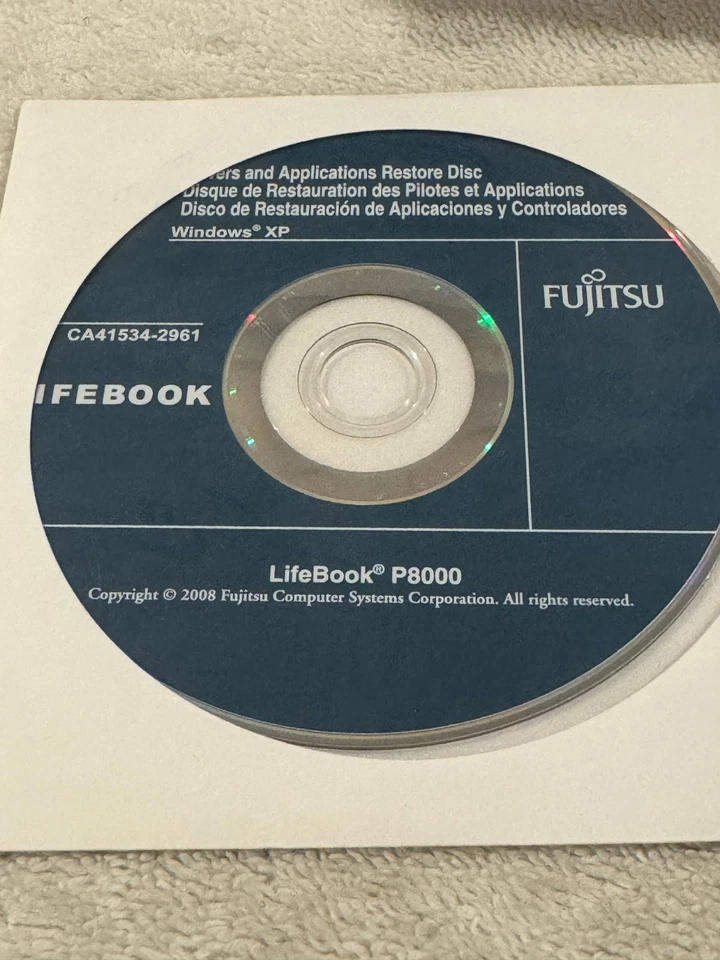 and Applications Restore Disc
Disque de Restauration des Pilotes et Applications
Disco de Restauración de Aplicaciones y Controladores
Windows® XP
FUJITSU
CA41534-2961
IFEBOOK
LifeBook® P8000
Copyright © 2008 Fujitsu Computer Systems Corporation. All rights reserved.